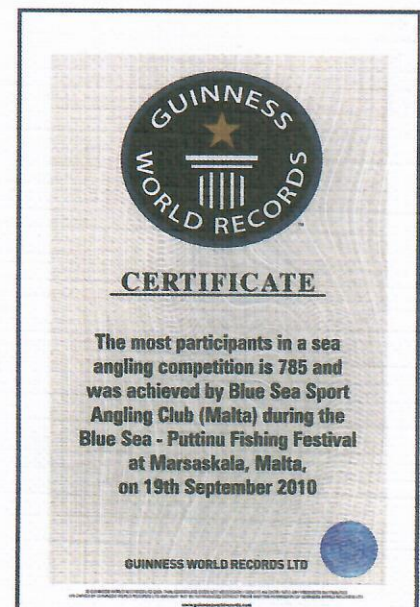 GUINNESS
WORLD RECORDS
™
CERTIFICATE
The most participants in a sea
angling competition is 785 and
was achieved by Blue Sea Sport
Angling Club (Malta) during the
Blue Sea - Puttinu Fishing Festival
at Marsaskala, Malta,
on 19th September 2010
GUINNESS WORLD RECORDS LTD